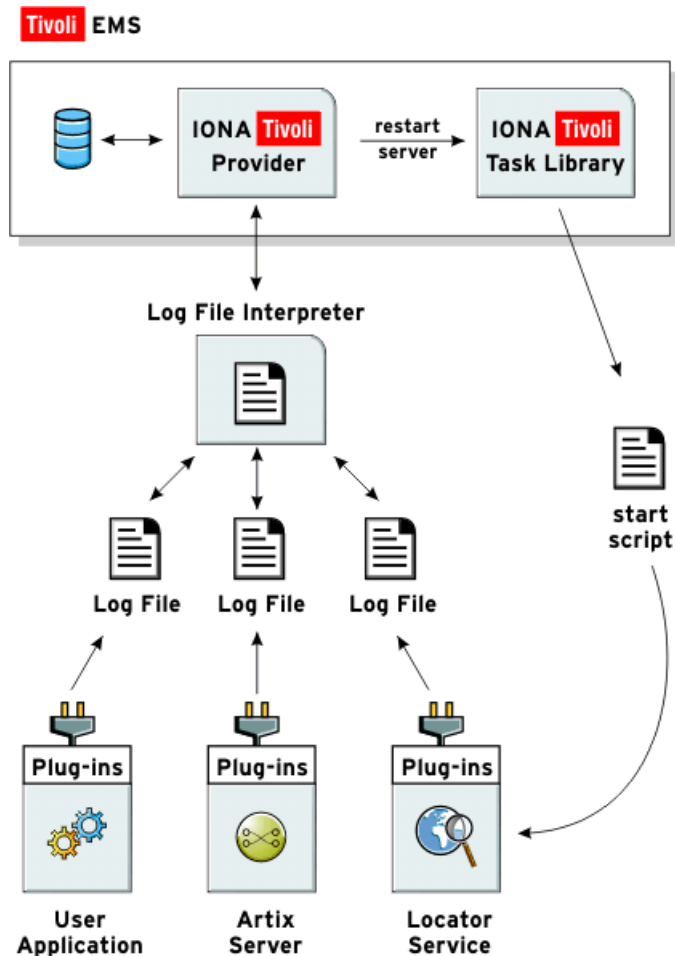 Tivoli EMS
IONA Tivoli
Provider
restart
server
IONA Tivoli
Task Library
Log File Interpreter
start
script
Log File
Log File
Log File
Plug-ins
Plug-ins
Plug-ins
User
Application
Artix
Server
Locator
Service